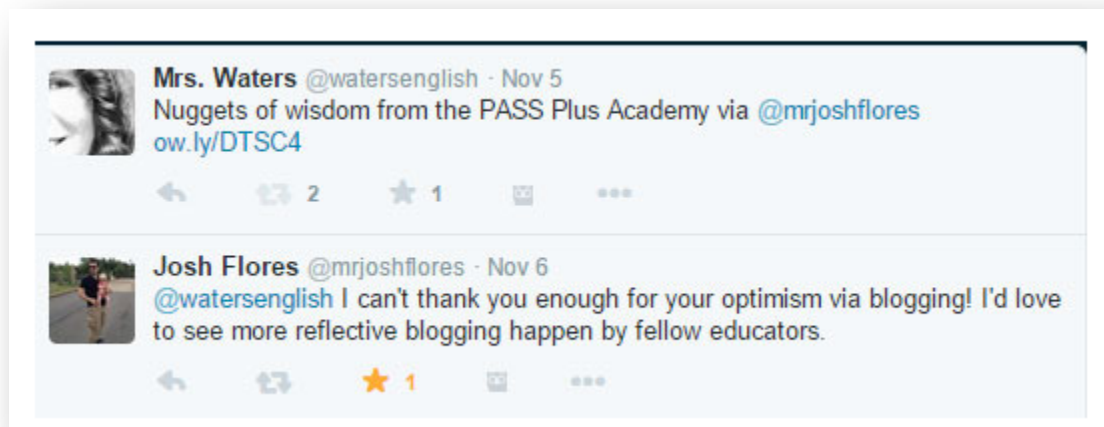 Mrs. Waters @watersenglish · Nov 5
Nuggets of wisdom from the PASS Plus Academy via @mrjoshflores
ow.ly/DTSC4
2 1
Josh Flores @mrjoshflores · Nov 6
@watersenglish I can't thank you enough for your optimism via blogging! I'd love
to see more reflective blogging happen by fellow educators.
1